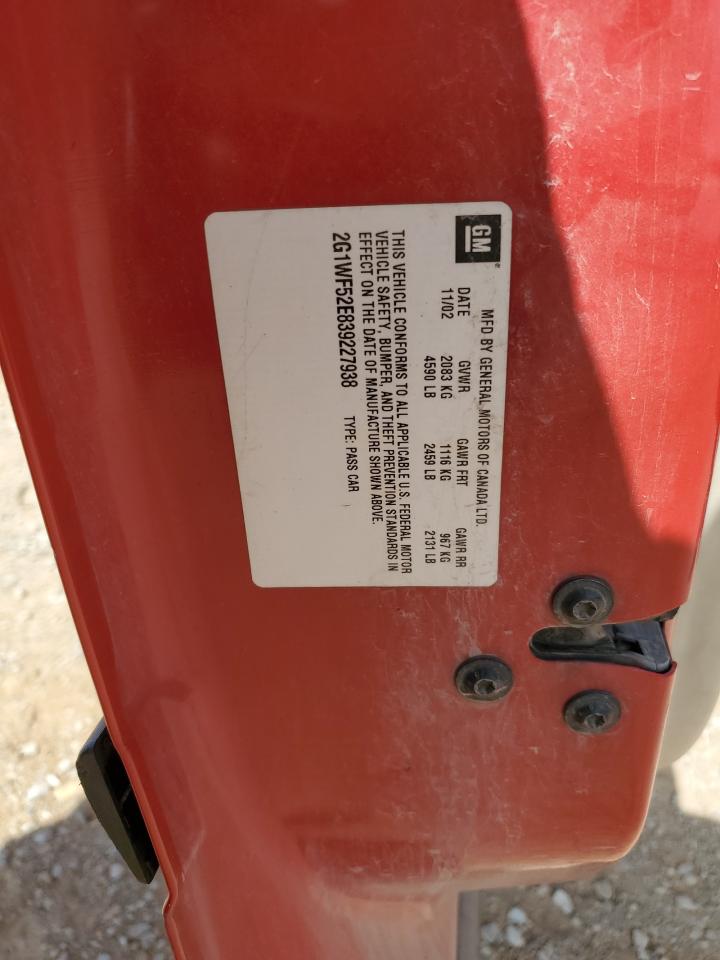 GM
MFD BY GENERAL MOTORS OF CANADA LTD.
DATE GVWR GAWR FRT GAWR RR
11/02 2083 KG 1116 KG 967 KG
4590 LB 2459 LB 2131 LB
THIS VEHICLE CONFORMS TO ALL APPLICABLE U.S. FEDERAL MOTOR
VEHICLE SAFETY, BUMPER, AND THEFT PREVENTION STANDARDS IN
EFFECT ON THE DATE OF MANUFACTURE SHOWN ABOVE.
2G1WF52E839227938 TYPE: PASS CAR